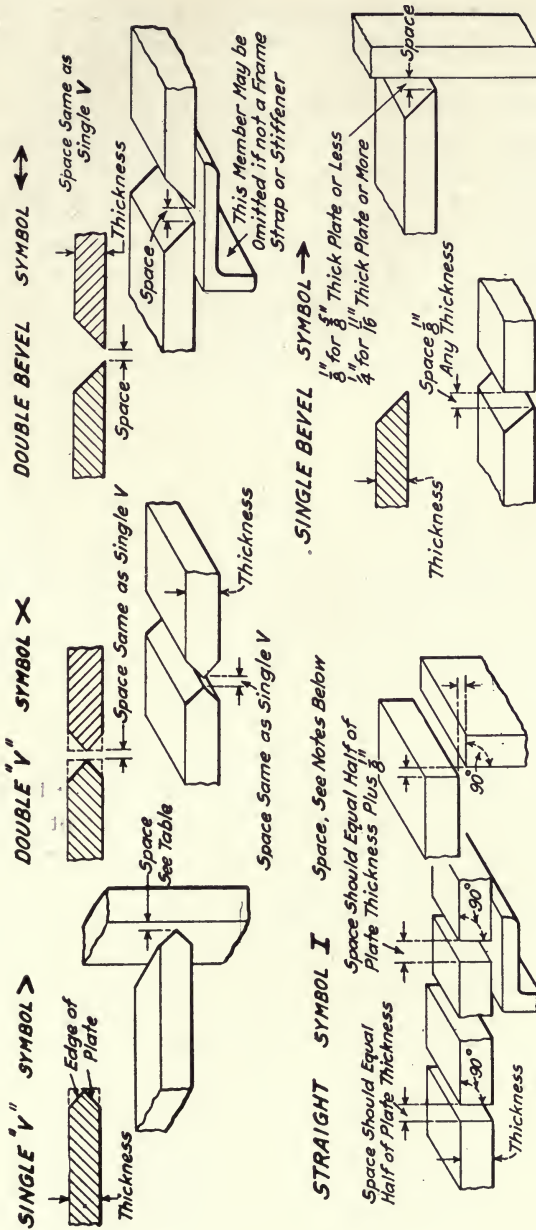 SINGLE "V" SYMBOL >
Edge of
Plate
Thickness
Space
See Table
DOUBLE "V" SYMBOL X
Space Same as Single V
Thickness
Space Same as Single V
DOUBLE BEVEL SYMBOL ↔
Space Same as
Single V
Thickness
Space
Space
This Member May be
Omitted if not a Frame
Strap or Stiffener
STRAIGHT SYMBOL I
Space, See Notes Below
Space Should Equal
Half of Plate Thickness
Space Should Equal Half of
Plate Thickness Plus 1/8"
90°
90°
90°
Thickness
SINGLE BEVEL SYMBOL →
1/8" for 5/8" Thick Plate or Less
1/4" for 11/16" Thick Plate or More
Space
Thickness
Space 1/8"
Any Thickness